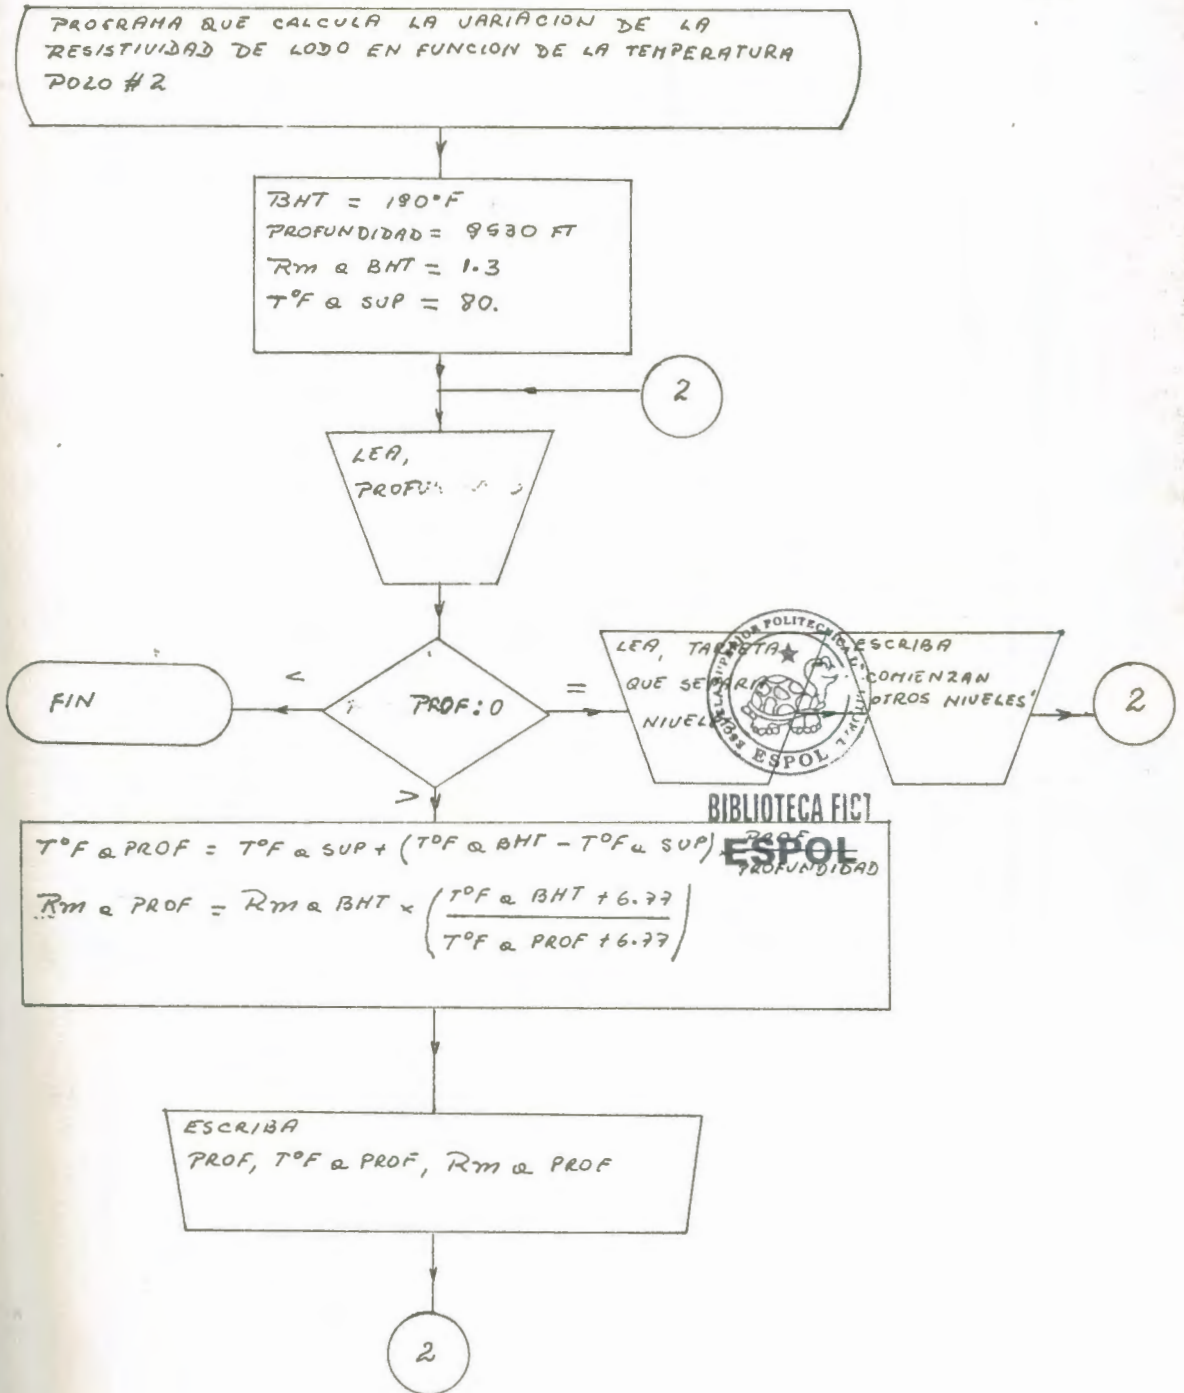 PROGRAMA QUE CALCULA LA VARIACION DE LA
RESISTIVIDAD DE LODO EN FUNCION DE LA TEMPERATURA
POZO #2
BHT = 190°F
PROFUNDIDAD = 9530 FT
Rm a BHT = 1.3
T°F a SUP = 80.
2
LEA,
FIN
<
PROF:0
=
LEA, TARJETA
QUE SEPARA
NIVELES
ESCRIBA
COMIENZAN
OTROS NIVELES'
2
ESPOL
>
BIBLIOTECA FICT
ESPOL
T°F a PROF = T°F a SUP + (T°F a BHT - T°F a SUP) PROF
PROFUNDIDAD
Rm a PROF = Rm a BHT × (T°F a BHT + 6.77
T°F a PROF + 6.77)
ESCRIBA
PROF, T°F a PROF, Rm a PROF
2